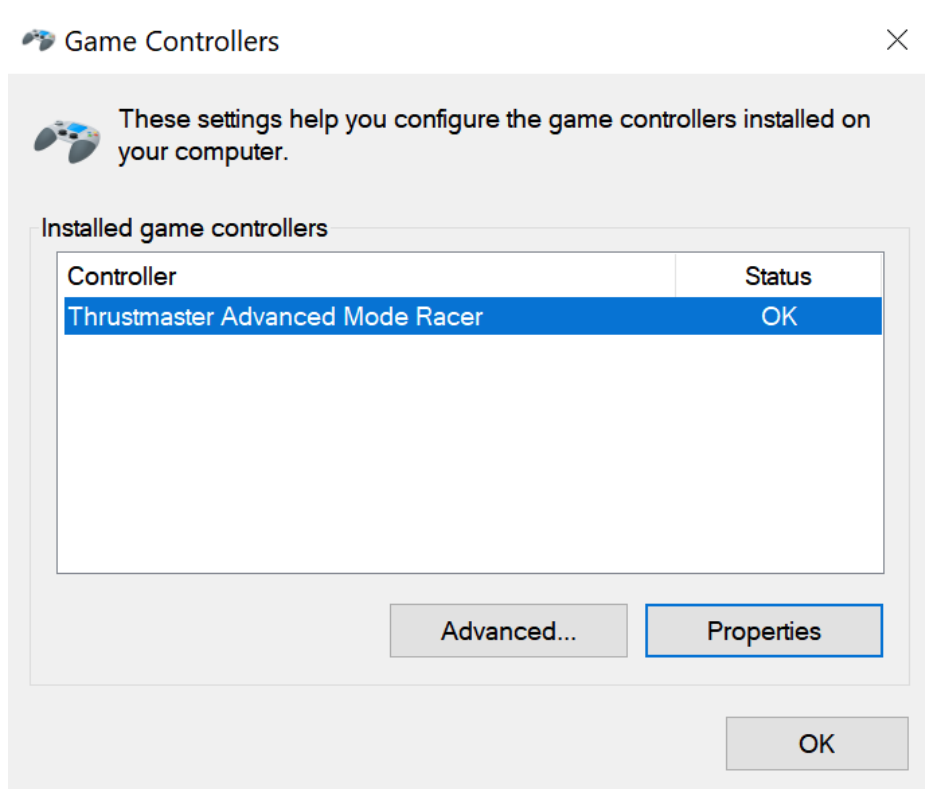 Game Controllers
These settings help you configure the game controllers installed on
your computer.
Installed game controllers
Controller Status
Thrustmaster Advanced Mode Racer OK
Advanced... Properties
OK